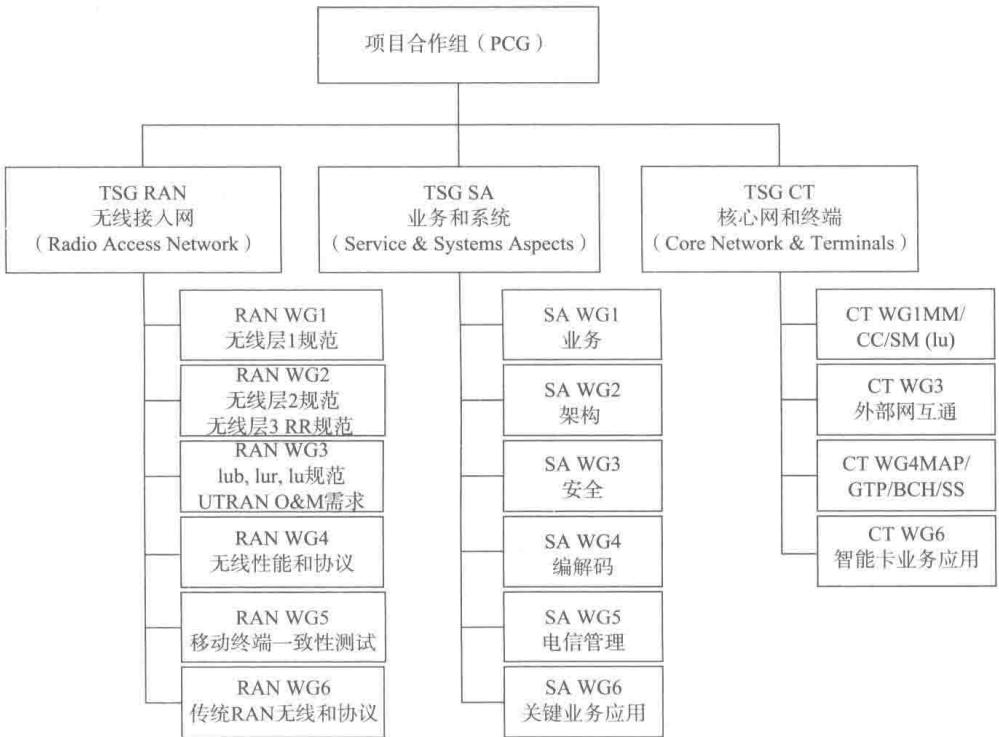 项目合作组（PCG）
TSG RAN
无线接入网
（Radio Access Network）
TSG SA
业务和系统
（Service & Systems Aspects）
TSG CT
核心网和终端
（Core Network & Terminals）
RAN WG1
无线层1规范
RAN WG2
无线层2规范
无线层3 RR规范
RAN WG3
lub, lur, lu规范
UTRAN O&M需求
RAN WG4
无线性能和协议
RAN WG5
移动终端一致性测试
RAN WG6
传统RAN无线和协议
SA WG1
业务
SA WG2
架构
SA WG3
安全
SA WG4
编解码
SA WG5
电信管理
SA WG6
关键业务应用
CT WG1MM/
CC/SM (lu)
CT WG3
外部网互通
CT WG4MAP/
GTP/BCH/SS
CT WG6
智能卡业务应用